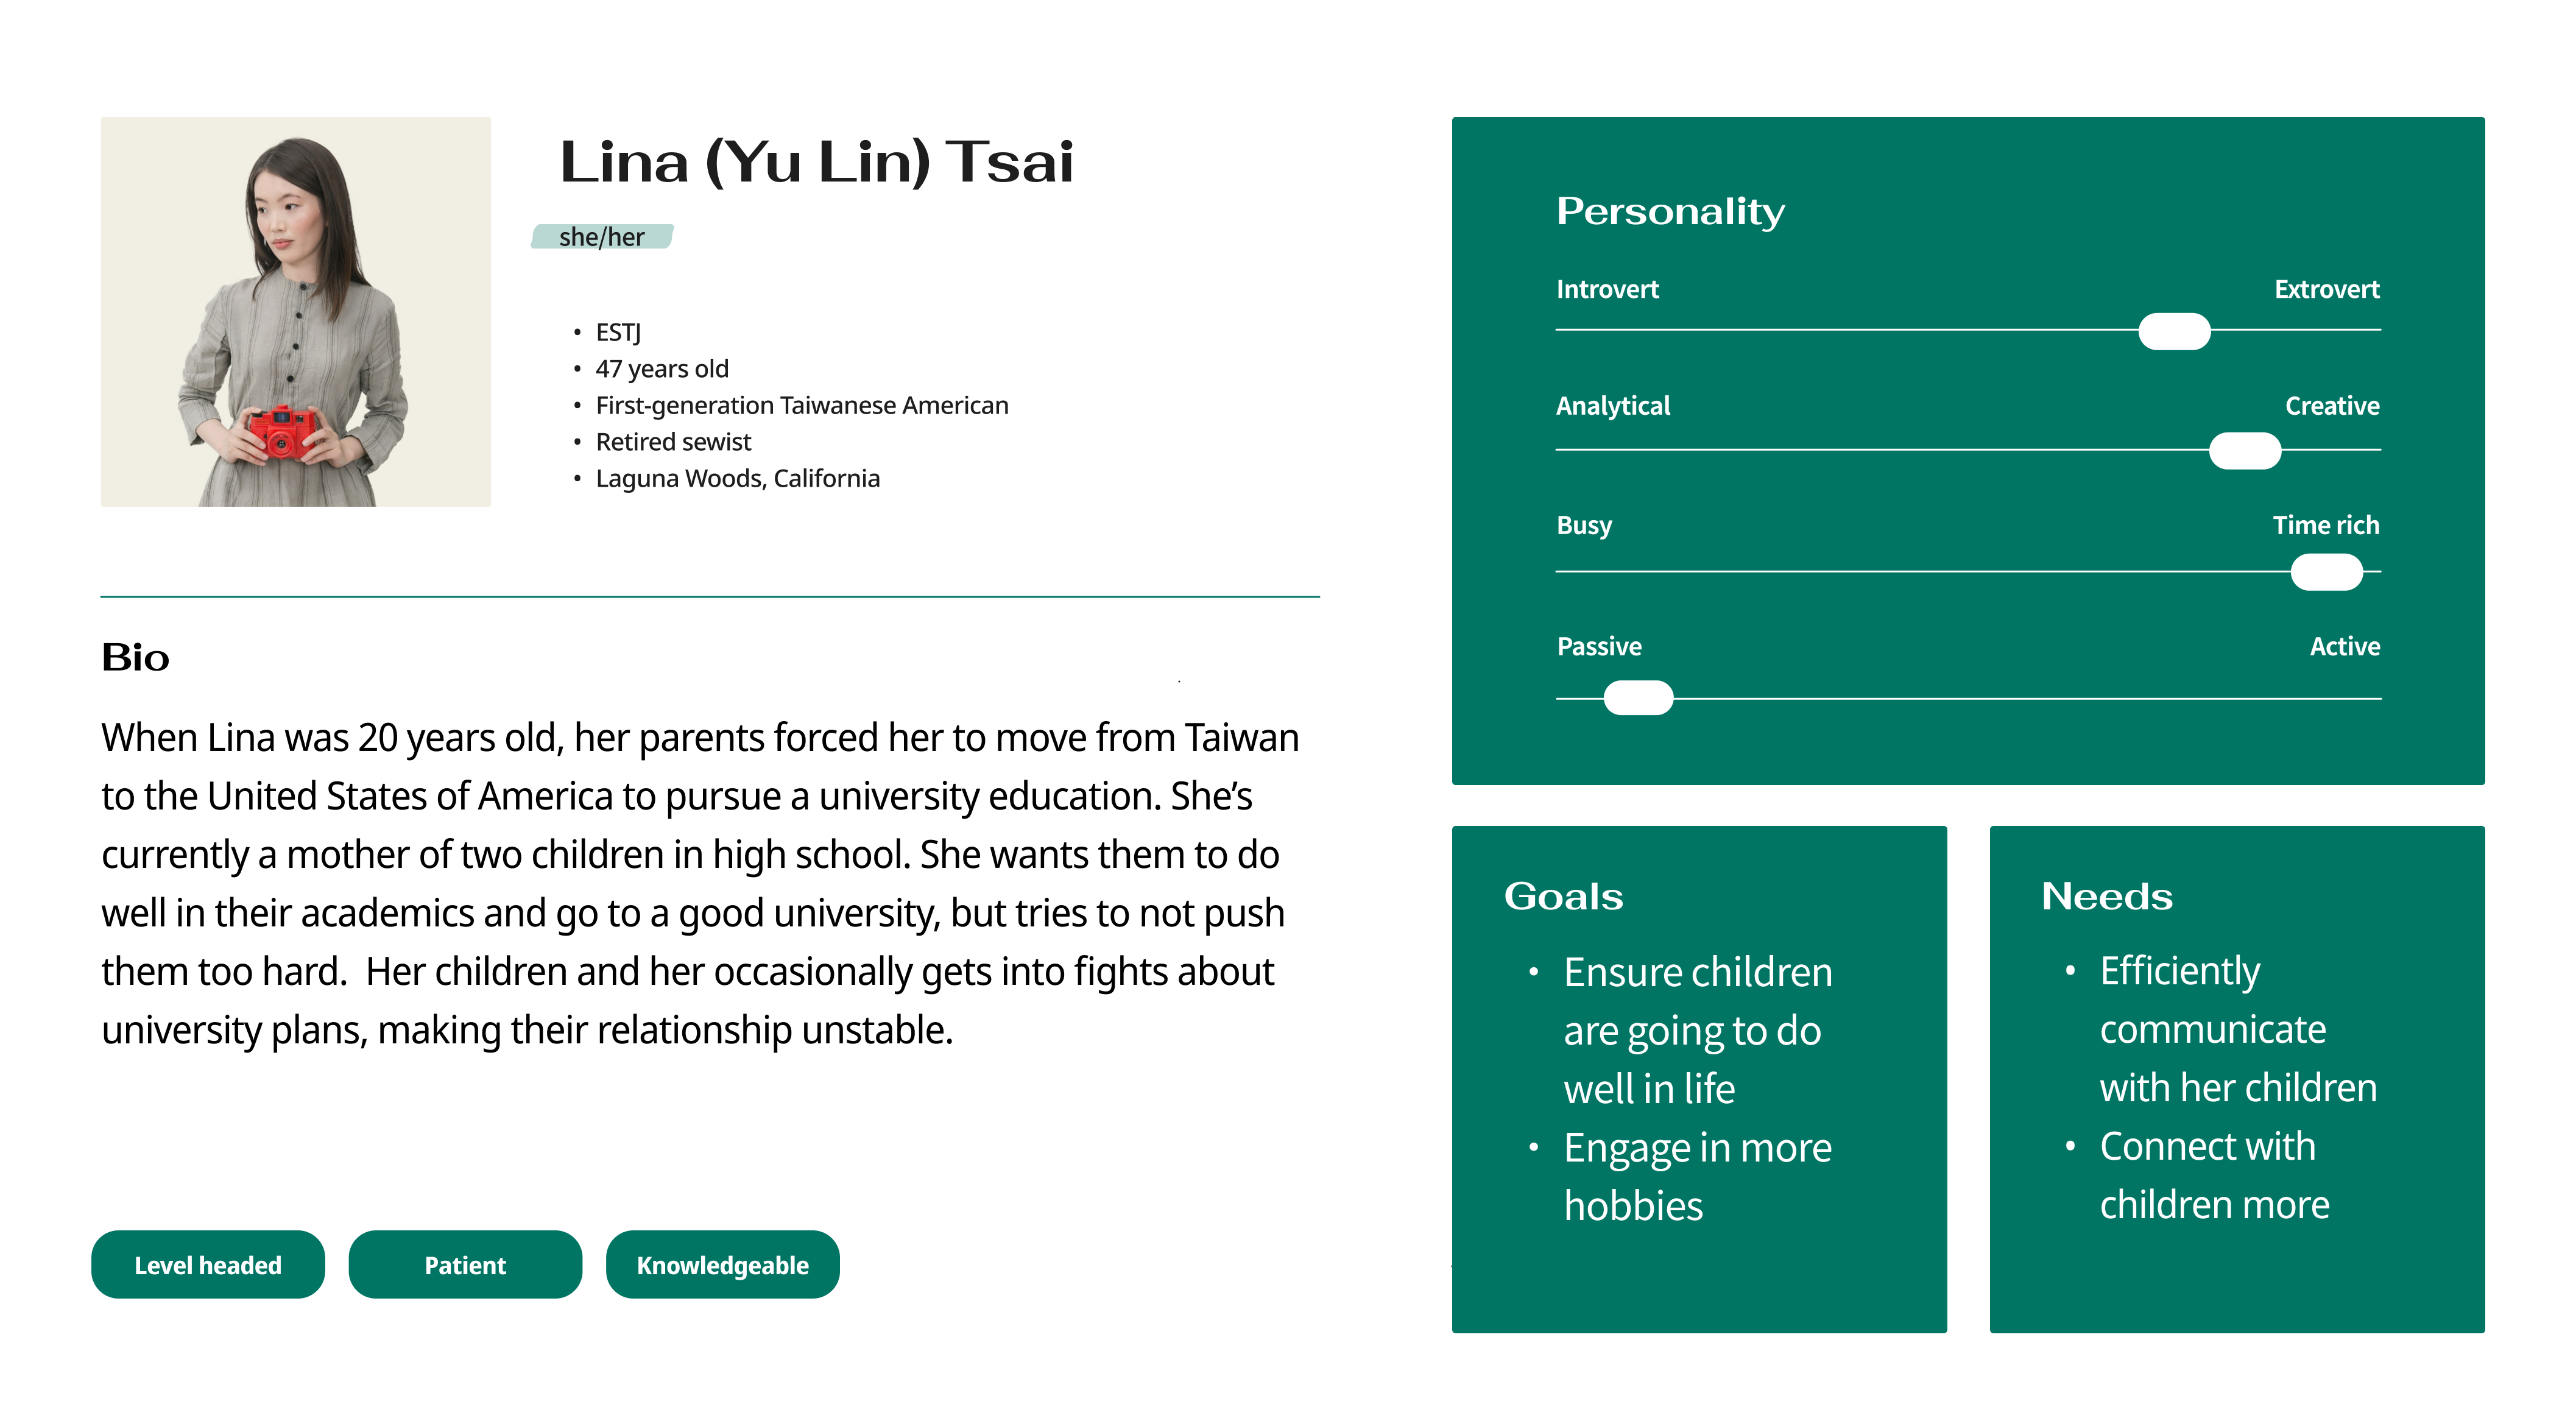 Lina (Yu Lin) Tsai
she/her
• ESTJ
• 47 years old
• First-generation Taiwanese American
• Retired sewist
• Laguna Woods, California
Bio
When Lina was 20 years old, her parents forced her to move from Taiwan
to the United States of America to pursue a university education. She’s
currently a mother of two children in high school. She wants them to do
well in their academics and go to a good university, but tries to not push
them too hard.  Her children and her occasionally gets into fights about
university plans, making their relationship unstable.
Level headed
Patient
Knowledgeable
Personality
Introvert
Extrovert
Analytical
Creative
Busy
Time rich
Passive
Active
Goals
• Ensure children
are going to do
well in life
• Engage in more
hobbies
Needs
• Efficiently
communicate
with her children
• Connect with
children more